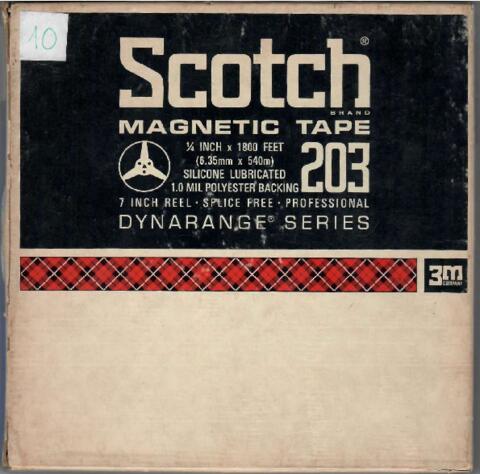 10
Scotch®
BRAND
MAGNETIC TAPE
¼ INCH x 1800 FEET
(6.35mm x 540m)
SILICONE LUBRICATED
1.0 MIL POLYESTER BACKING
203
7 INCH REEL · SPLICE FREE · PROFESSIONAL
DYNARANGE® SERIES
3m
COMPANY